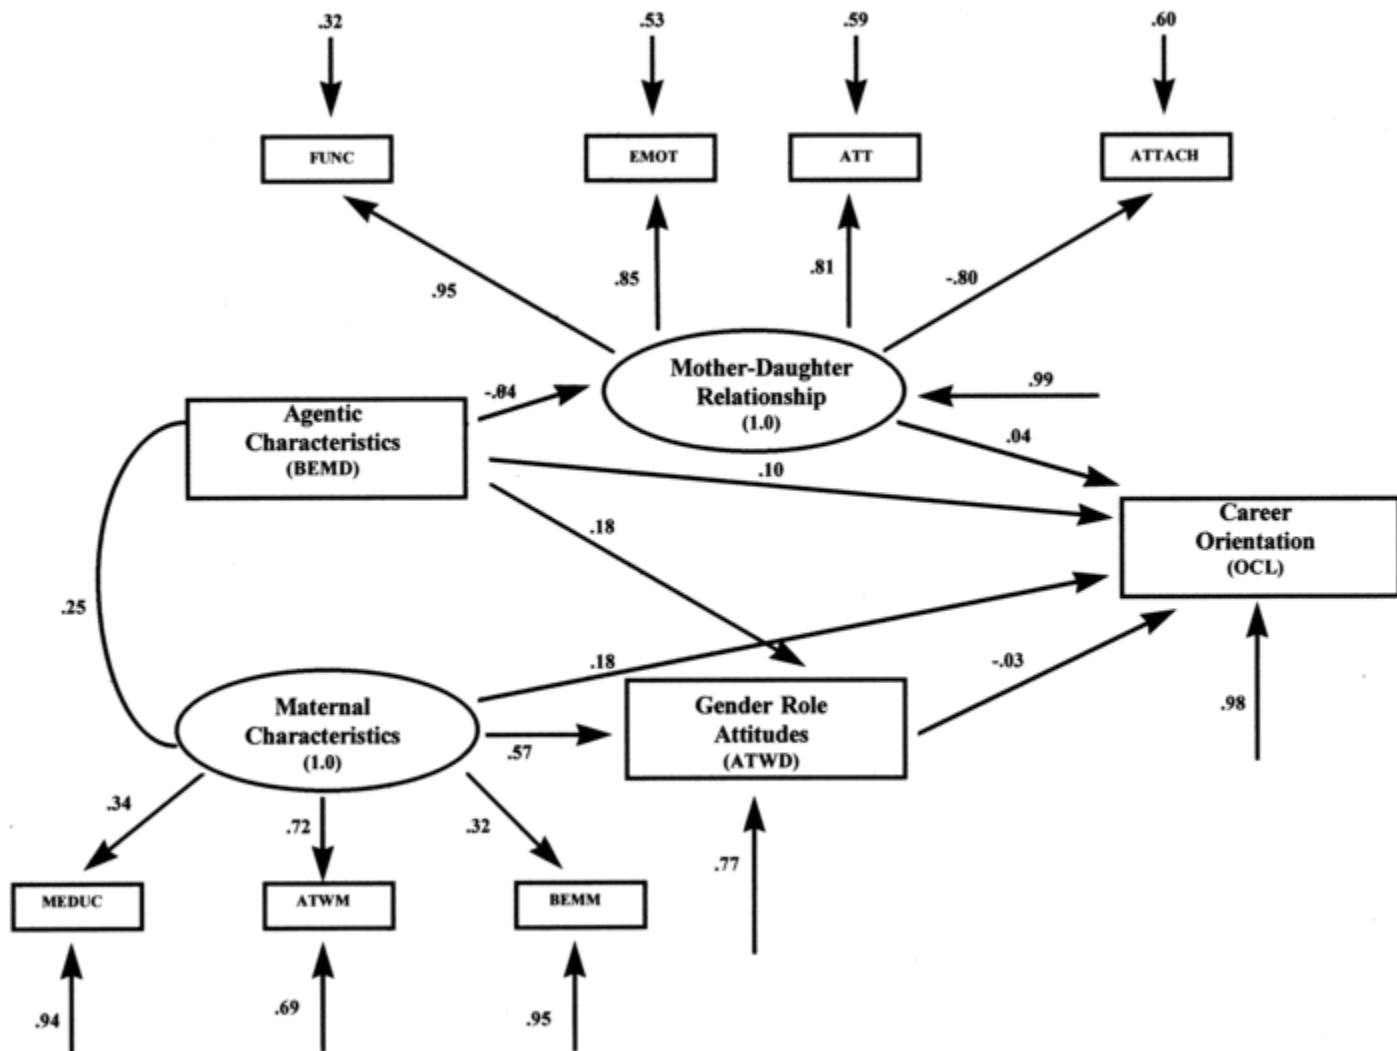 .32
.53
.59
.60
FUNC
EMOT
ATT
ATTACH
.95
.85
.81
-.80
Mother-Daughter
Relationship
(1.0)
.99
Agentic
Characteristics
(BEMD)
.04
.10
.18
Career
Orientation
(OCL)
.25
.18
-.03
Maternal
Characteristics
(1.0)
.57
Gender Role
Attitudes
(ATWD)
.98
.34
.72
.32
.77
MEDUC
ATWM
BEMM
.94
.69
.95